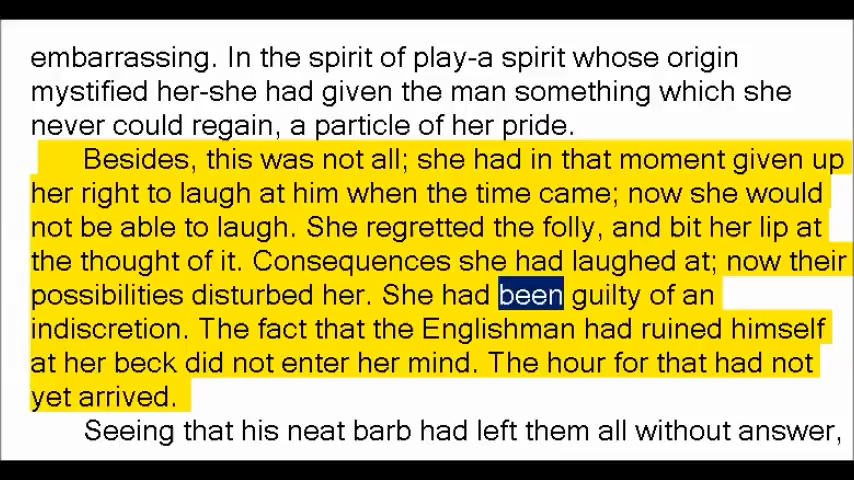 embarrassing. In the spirit of play-a spirit whose origin
mystified her-she had given the man something which she
never could regain, a particle of her pride.
Besides, this was not all; she had in that moment given up
her right to laugh at him when the time came; now she would
not be able to laugh. She regretted the folly, and bit her lip at
the thought of it. Consequences she had laughed at; now their
possibilities disturbed her. She had been guilty of an
indiscretion. The fact that the Englishman had ruined himself
at her beck did not enter her mind. The hour for that had not
yet arrived.
Seeing that his neat barb had left them all without answer,